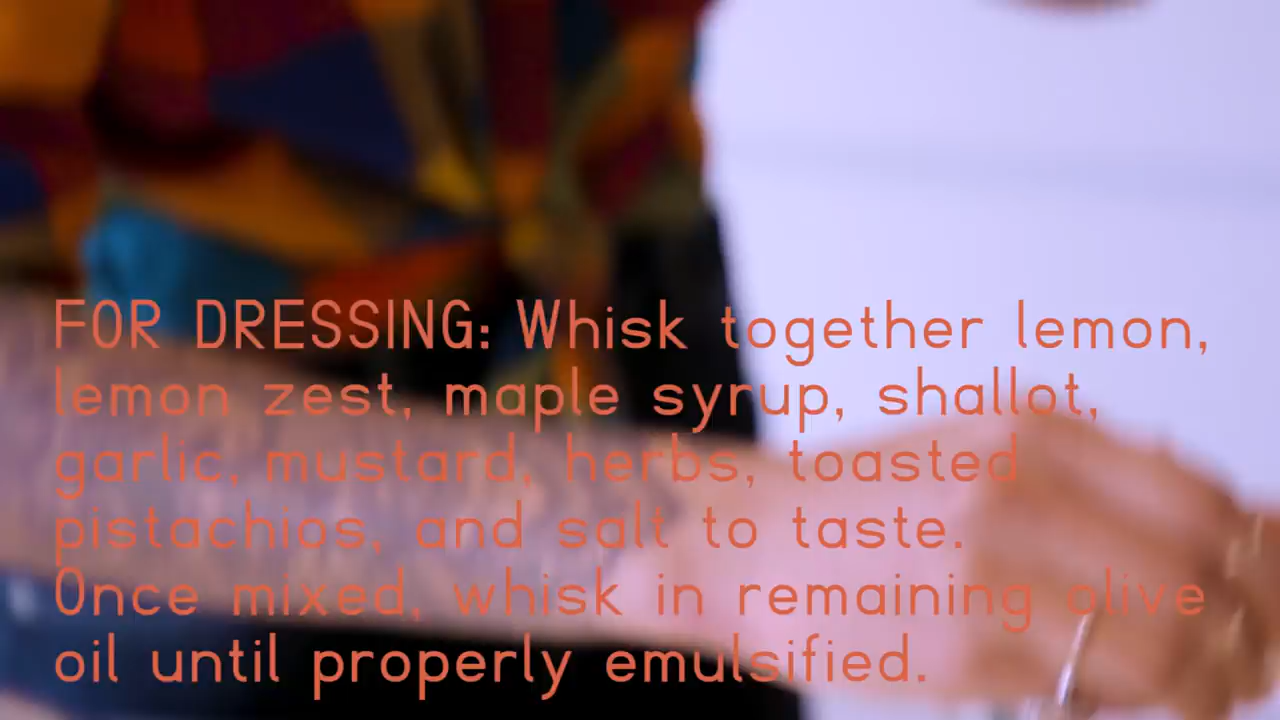 FOR DRESSING: Whisk together lemon,
lemon zest, maple syrup, shallot,
garlic, mustard, herbs, toasted
pistachios, and salt to taste.
Once mixed, whisk in remaining olive
oil until properly emulsified.